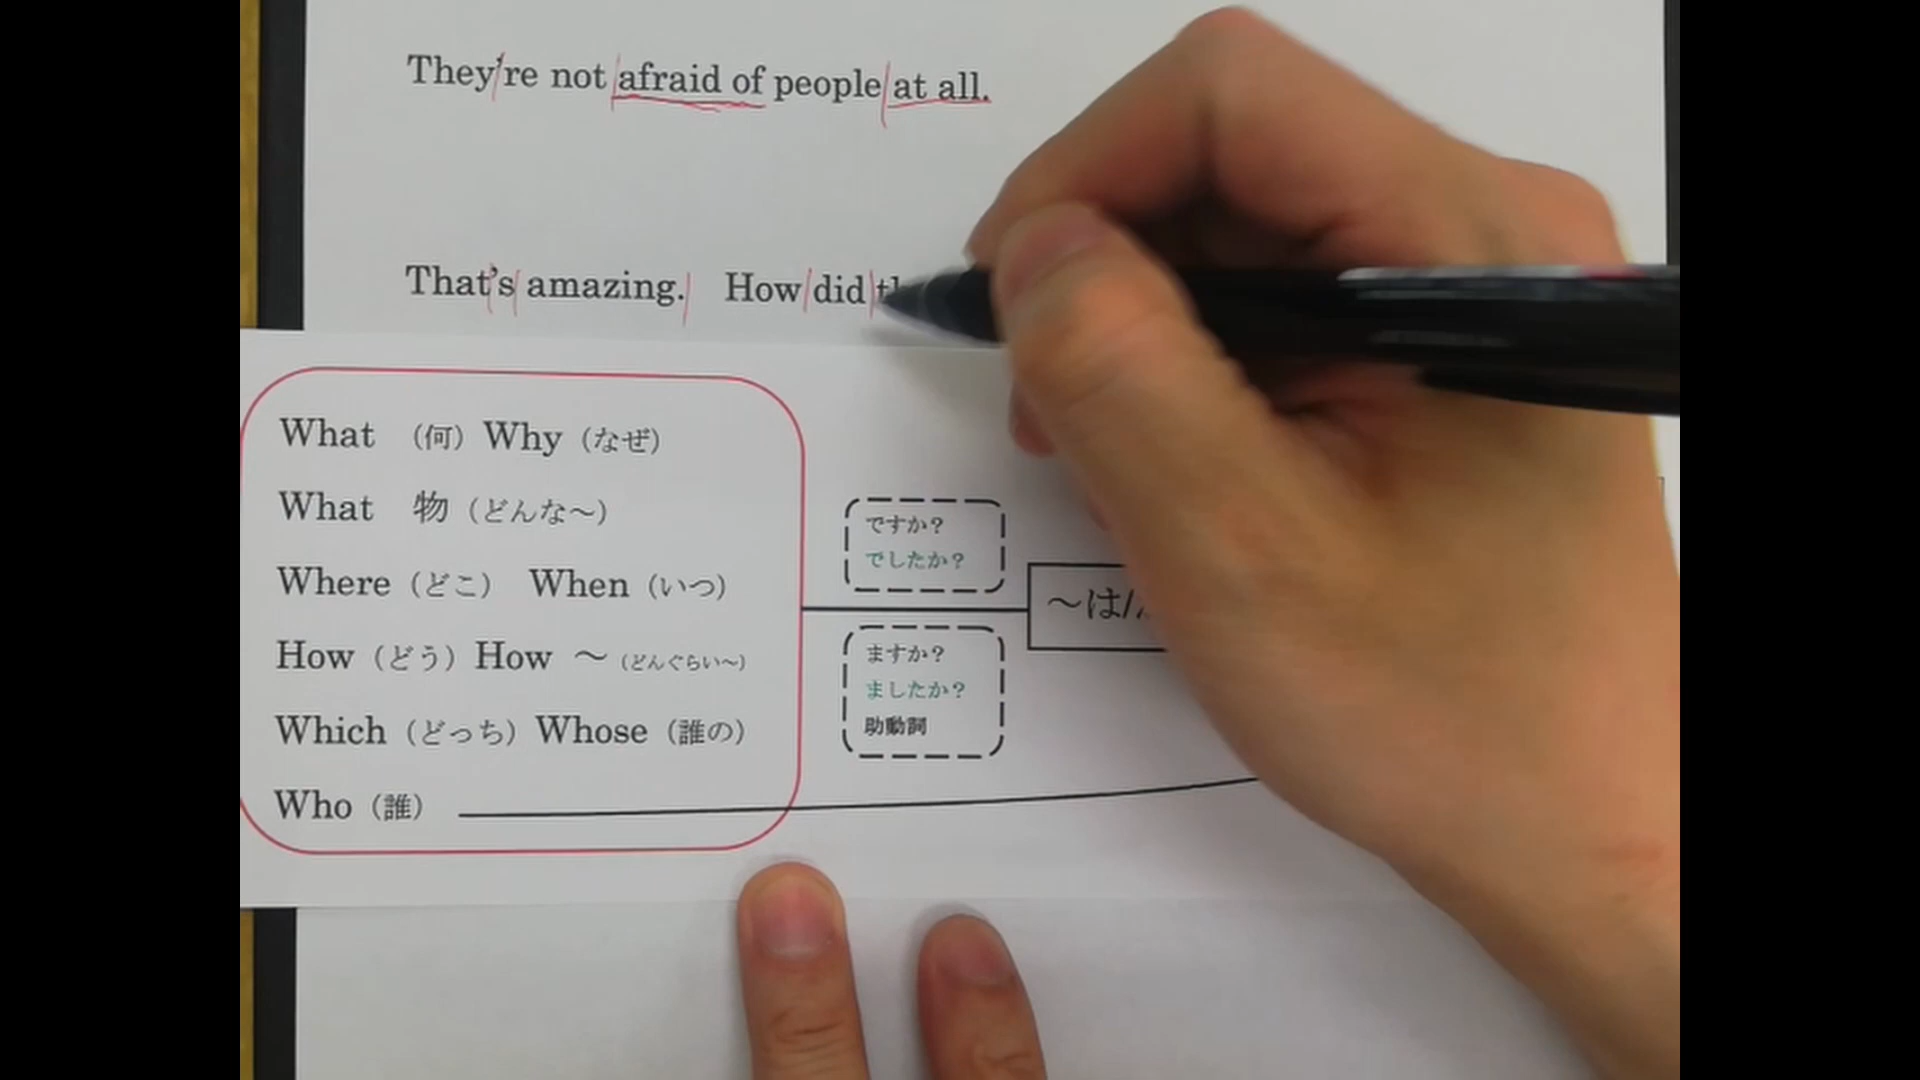 They're not afraid of people at all.
That's amazing. How did
What （何） Why（なぜ）
What 物（どんな～）
Where（どこ） When（いつ）
How（どう）How ～（どんぐらい～）
Which（どっち）Whose（誰の）
Who（誰）
ですか？
でしたか？
～は/
ますか？
ましたか？
助動詞